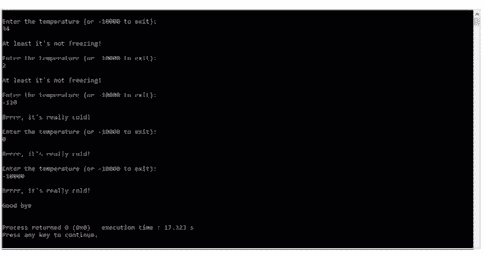 Enter the temperature (or -10000 to exit):
34
At least it's not freezing!
Enter the temperature (or -10000 to exit):
2
At least it's not freezing!
Enter the temperature (or -10000 to exit):
-110
Brrrr, it's really cold!
Enter the temperature (or -10000 to exit):
0
Brrrr, it's really cold!
Enter the temperature (or -10000 to exit):
-10000
Brrrr, it's really cold!
Good bye
Process returned 0 (0x0)   execution time : 17.323 s
Press any key to continue.